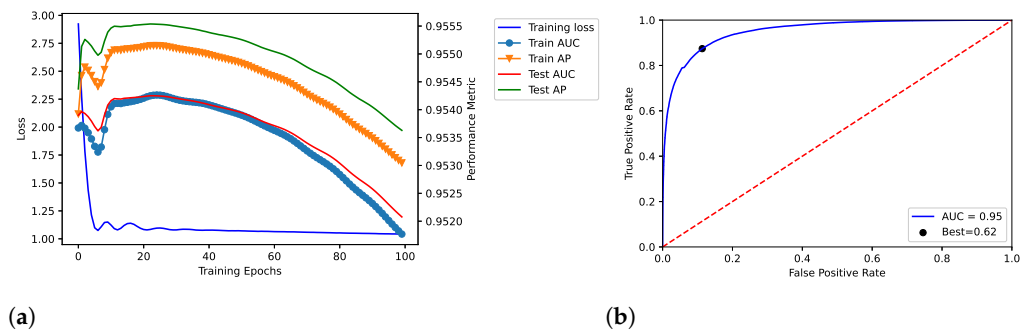 3.00
2.75
2.50
2.25
2.00
1.75
1.50
1.25
1.00
Loss
0 20 40 60 80 100
Training Epochs
0.9555
0.9550
0.9545
0.9540
0.9535
0.9530
0.9525
0.9520
Performance Metric
Training loss
Train AUC
Train AP
Test AUC
Test AP
(a)
1.0
0.8
0.6
0.4
0.2
0.0
True Positive Rate
0.0 0.2 0.4 0.6 0.8 1.0
False Positive Rate
AUC = 0.95
Best=0.62
(b)